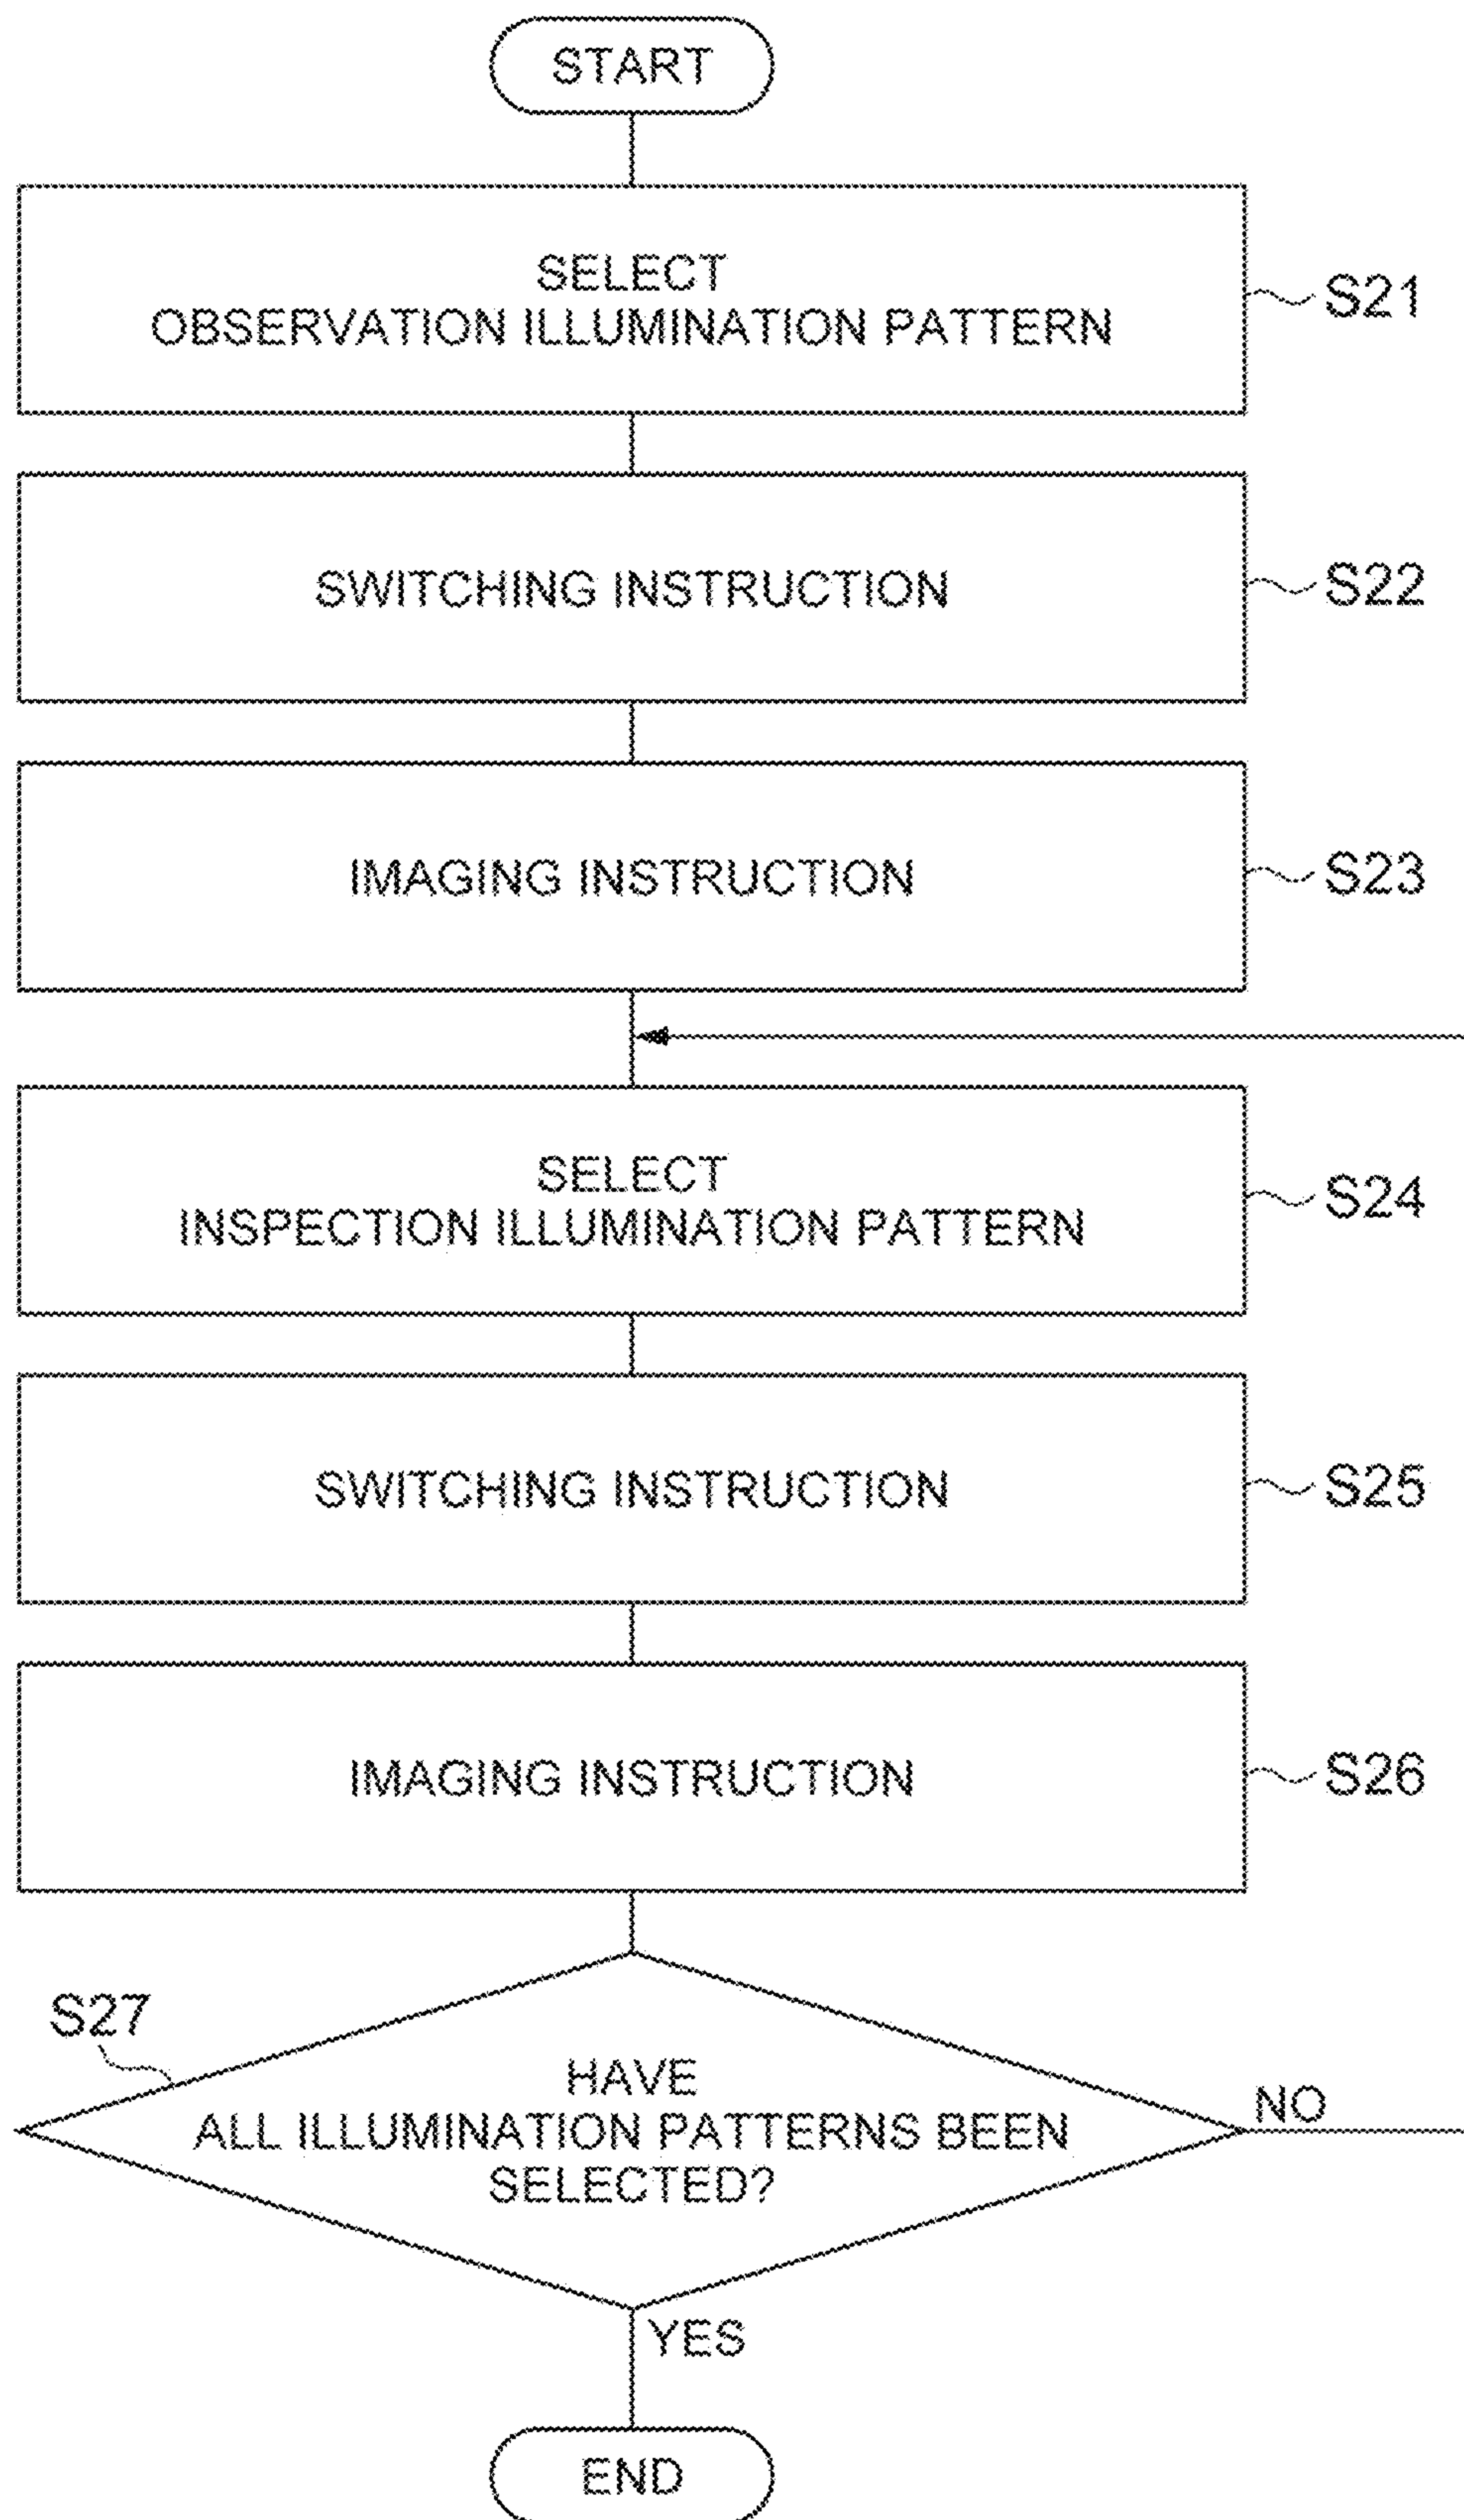 START
SELECT
OBSERVATION ILLUMINATION PATTERN
S21
SWITCHING INSTRUCTION
S22
IMAGING INSTRUCTION
S23
SELECT
INSPECTION ILLUMINATION PATTERN
S24
SWITCHING INSTRUCTION
S25
IMAGING INSTRUCTION
S26
S27
HAVE
ALL ILLUMINATION PATTERNS BEEN
SELECTED?
NO
YES
END